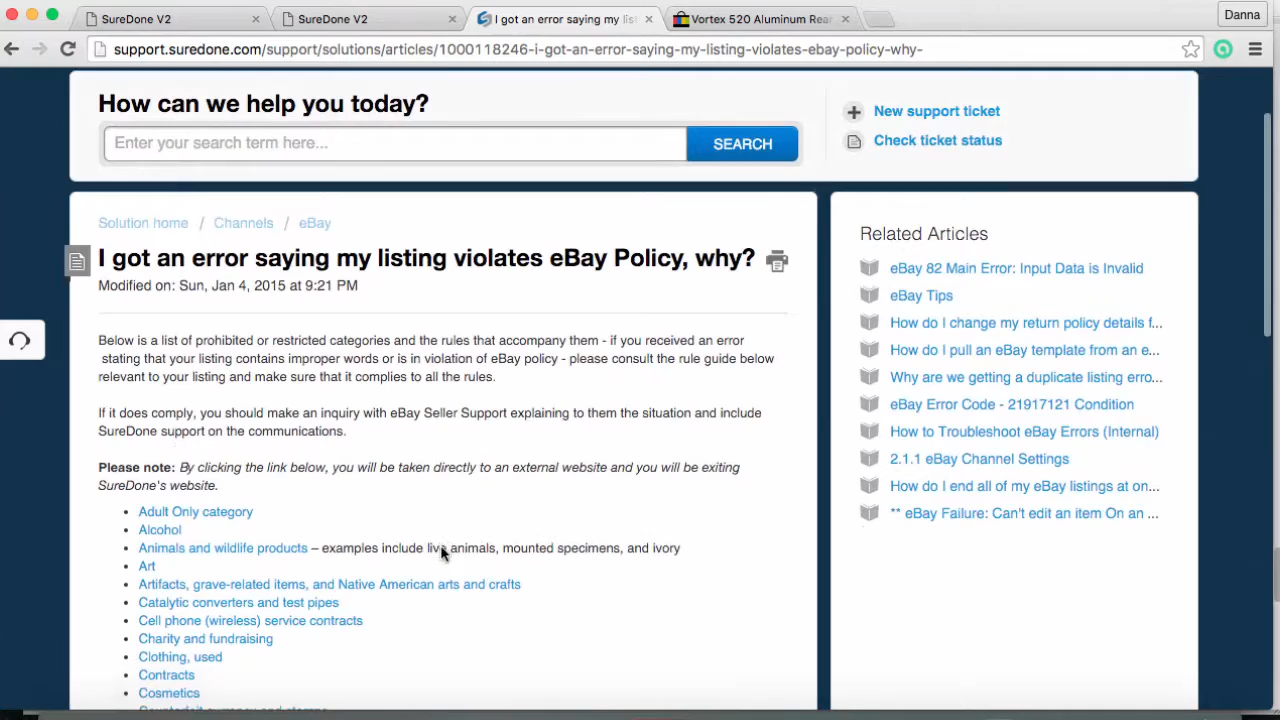 SureDone V2
SureDone V2
I got an error saying my lis
Vortex 520 Aluminum Rear
Danna
support.suredone.com/support/solutions/articles/1000118246-i-got-an-error-saying-my-listing-violates-ebay-policy-why-
How can we help you today?
Enter your search term here...
SEARCH
New support ticket
Check ticket status
Solution home / Channels / eBay
I got an error saying my listing violates eBay Policy, why?
Modified on: Sun, Jan 4, 2015 at 9:21 PM
Below is a list of prohibited or restricted categories and the rules that accompany them - if you received an error
stating that your listing contains improper words or is in violation of eBay policy - please consult the rule guide below
relevant to your listing and make sure that it complies to all the rules.
If it does comply, you should make an inquiry with eBay Seller Support explaining to them the situation and include
SureDone support on the communications.
Please note: By clicking the link below, you will be taken directly to an external website and you will be exiting
SureDone's website.
• Adult Only category
• Alcohol
• Animals and wildlife products – examples include live animals, mounted specimens, and ivory
• Art
• Artifacts, grave-related items, and Native American arts and crafts
• Catalytic converters and test pipes
• Cell phone (wireless) service contracts
• Charity and fundraising
• Clothing, used
• Contracts
• Cosmetics
Related Articles
eBay 82 Main Error: Input Data is Invalid
eBay Tips
How do I change my return policy details f...
How do I pull an eBay template from an e...
Why are we getting a duplicate listing erro...
eBay Error Code - 21917121 Condition
How to Troubleshoot eBay Errors (Internal)
2.1.1 eBay Channel Settings
How do I end all of my eBay listings at on...
** eBay Failure: Can't edit an item On an ...